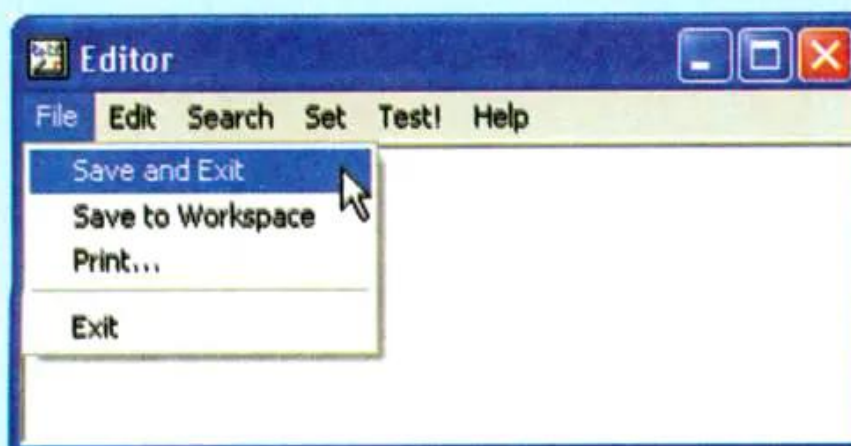 Editor
File Edit Search Set Test! Help
Save and Exit
Save to Workspace
Print...
Exit